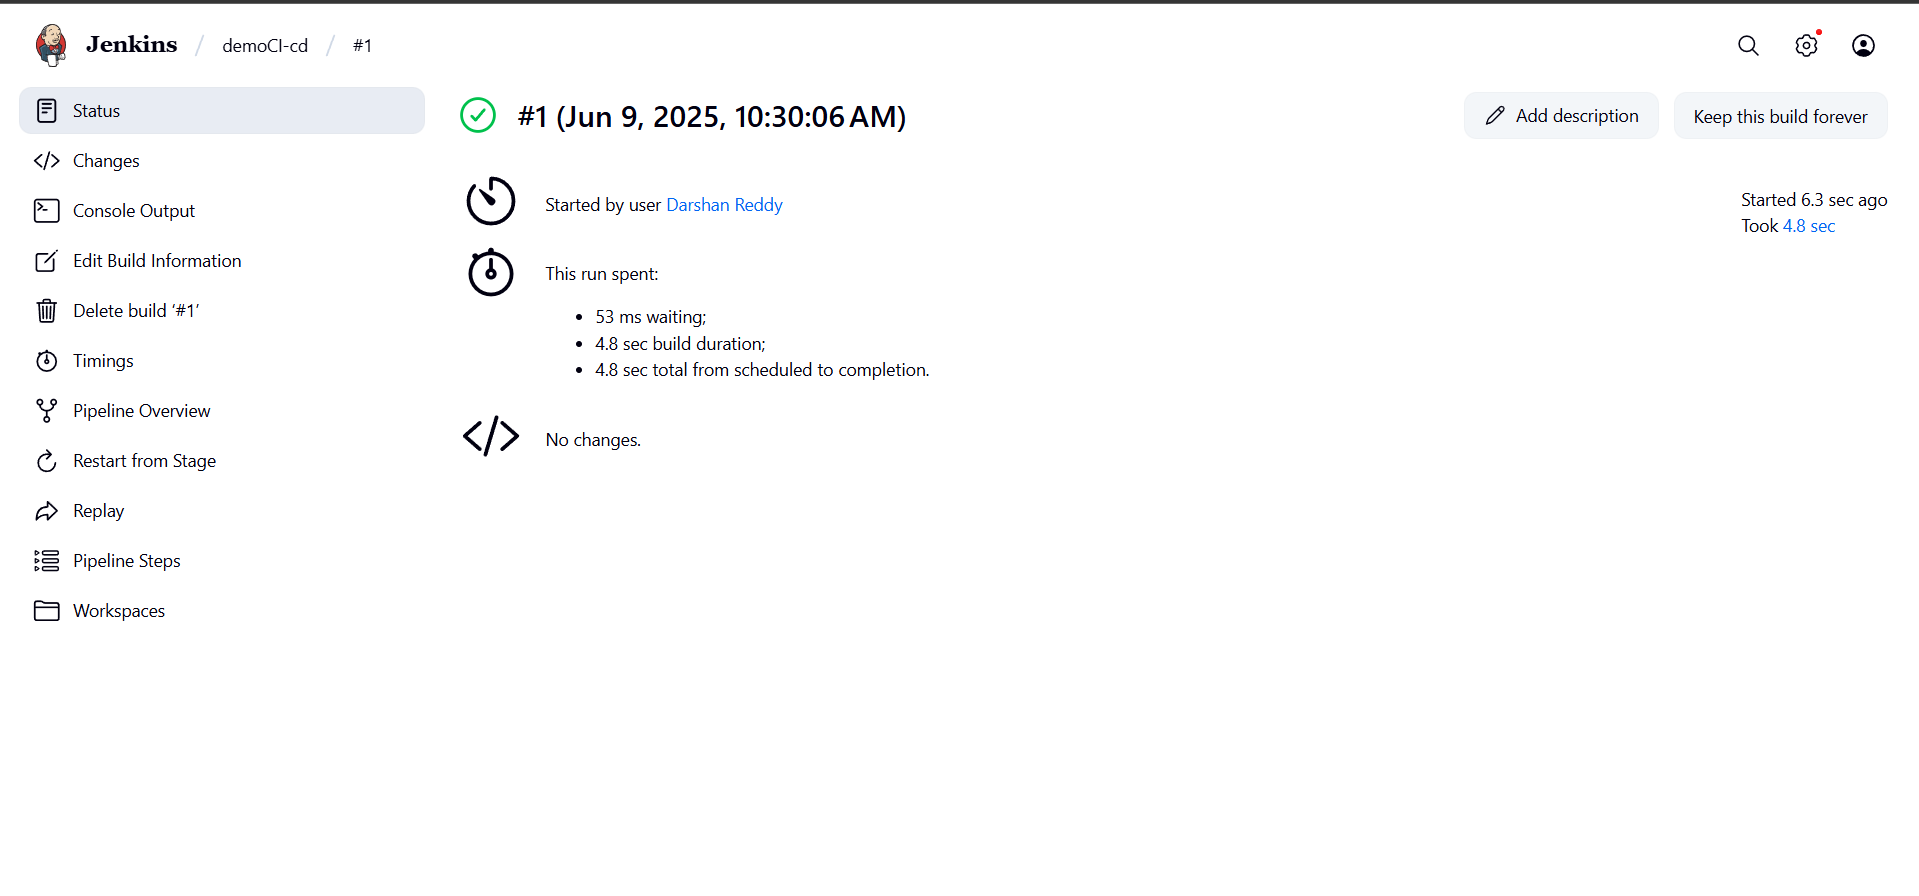 Jenkins / demoCI-cd / #1
Status
Changes
Console Output
Edit Build Information
Delete build ‘#1’
Timings
Pipeline Overview
Restart from Stage
Replay
Pipeline Steps
Workspaces
#1 (Jun 9, 2025, 10:30:06 AM)
Add description
Keep this build forever
Started by user Darshan Reddy
Started 6.3 sec ago
Took 4.8 sec
This run spent:
• 53 ms waiting;
• 4.8 sec build duration;
• 4.8 sec total from scheduled to completion.
No changes.